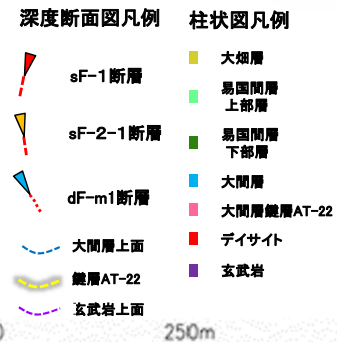 深度断面図凡例
sF-1断層
sF-2-1断層
dF-m1断層
大間層上面
鍵層AT-22
玄武岩上面
柱状図凡例
大畑層
易国間層
上部層
易国間層
下部層
大間層
大間層鍵層AT-22
デイサイト
玄武岩
250m